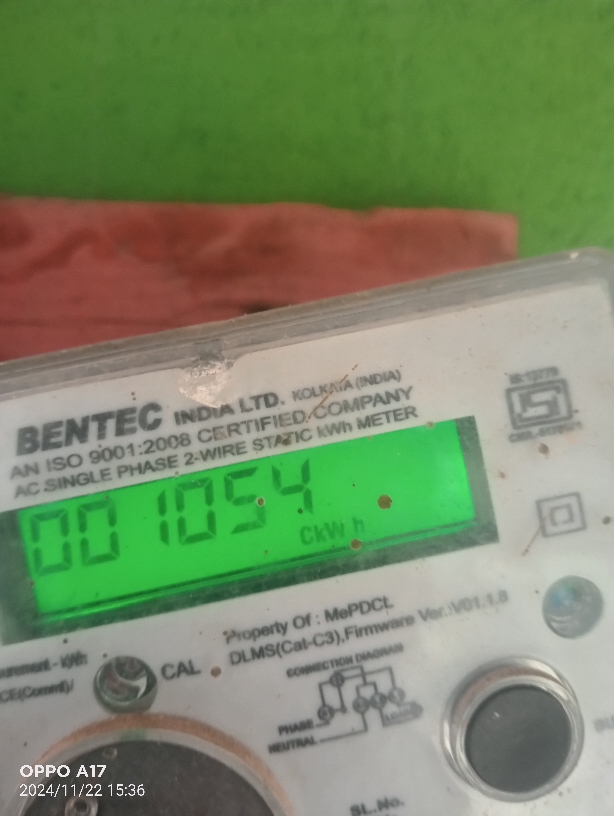 BENTEC INDIA LTD. KOLKATA (INDIA)
AN ISO 9001:2008 CERTIFIED COMPANY
AC SINGLE PHASE 2-WIRE STATIC kWh METER
001054
CkW h
Property Of : MePDCL
DLMS(Cat-C3),Firmware Ver.:V01.1.8
CAL
CONNECTION DIAGRAM
PHASE
NEUTRAL
SL.No.
OPPO A17
2024/11/22 15:36